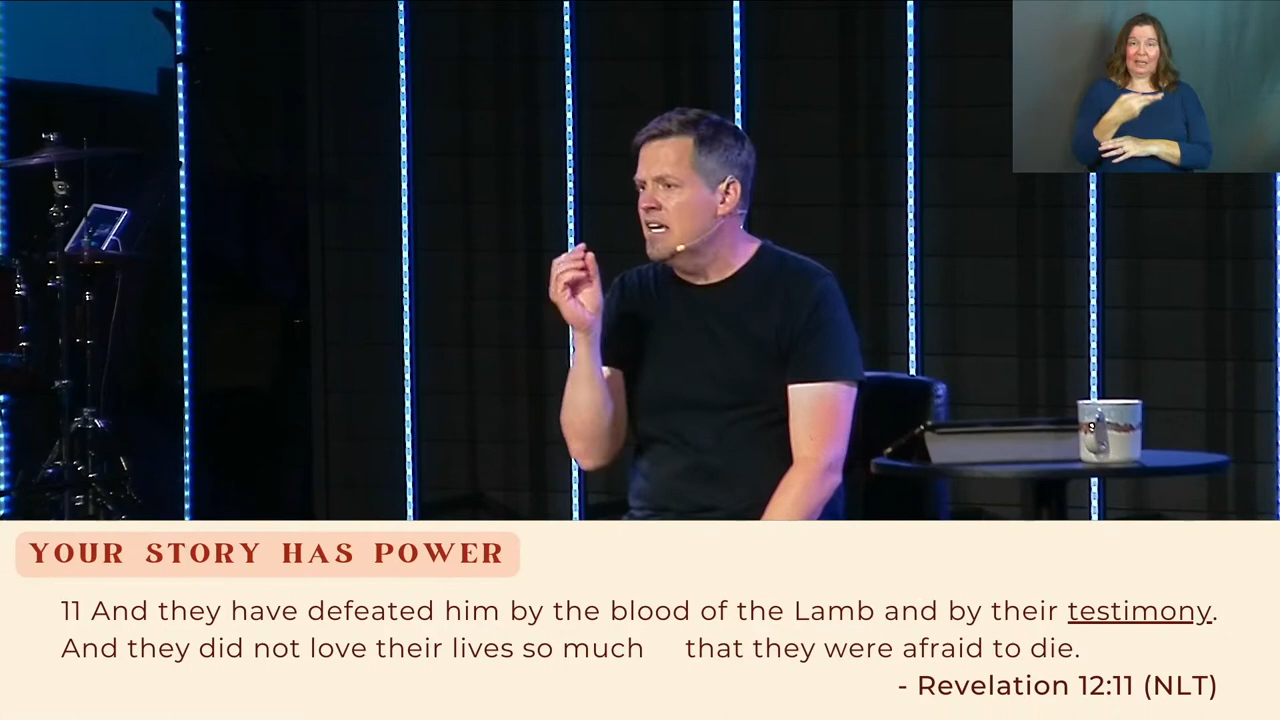 YOUR STORY HAS POWER
11 And they have defeated him by the blood of the Lamb and by their testimony.
And they did not love their lives so much that they were afraid to die.
- Revelation 12:11 (NLT)